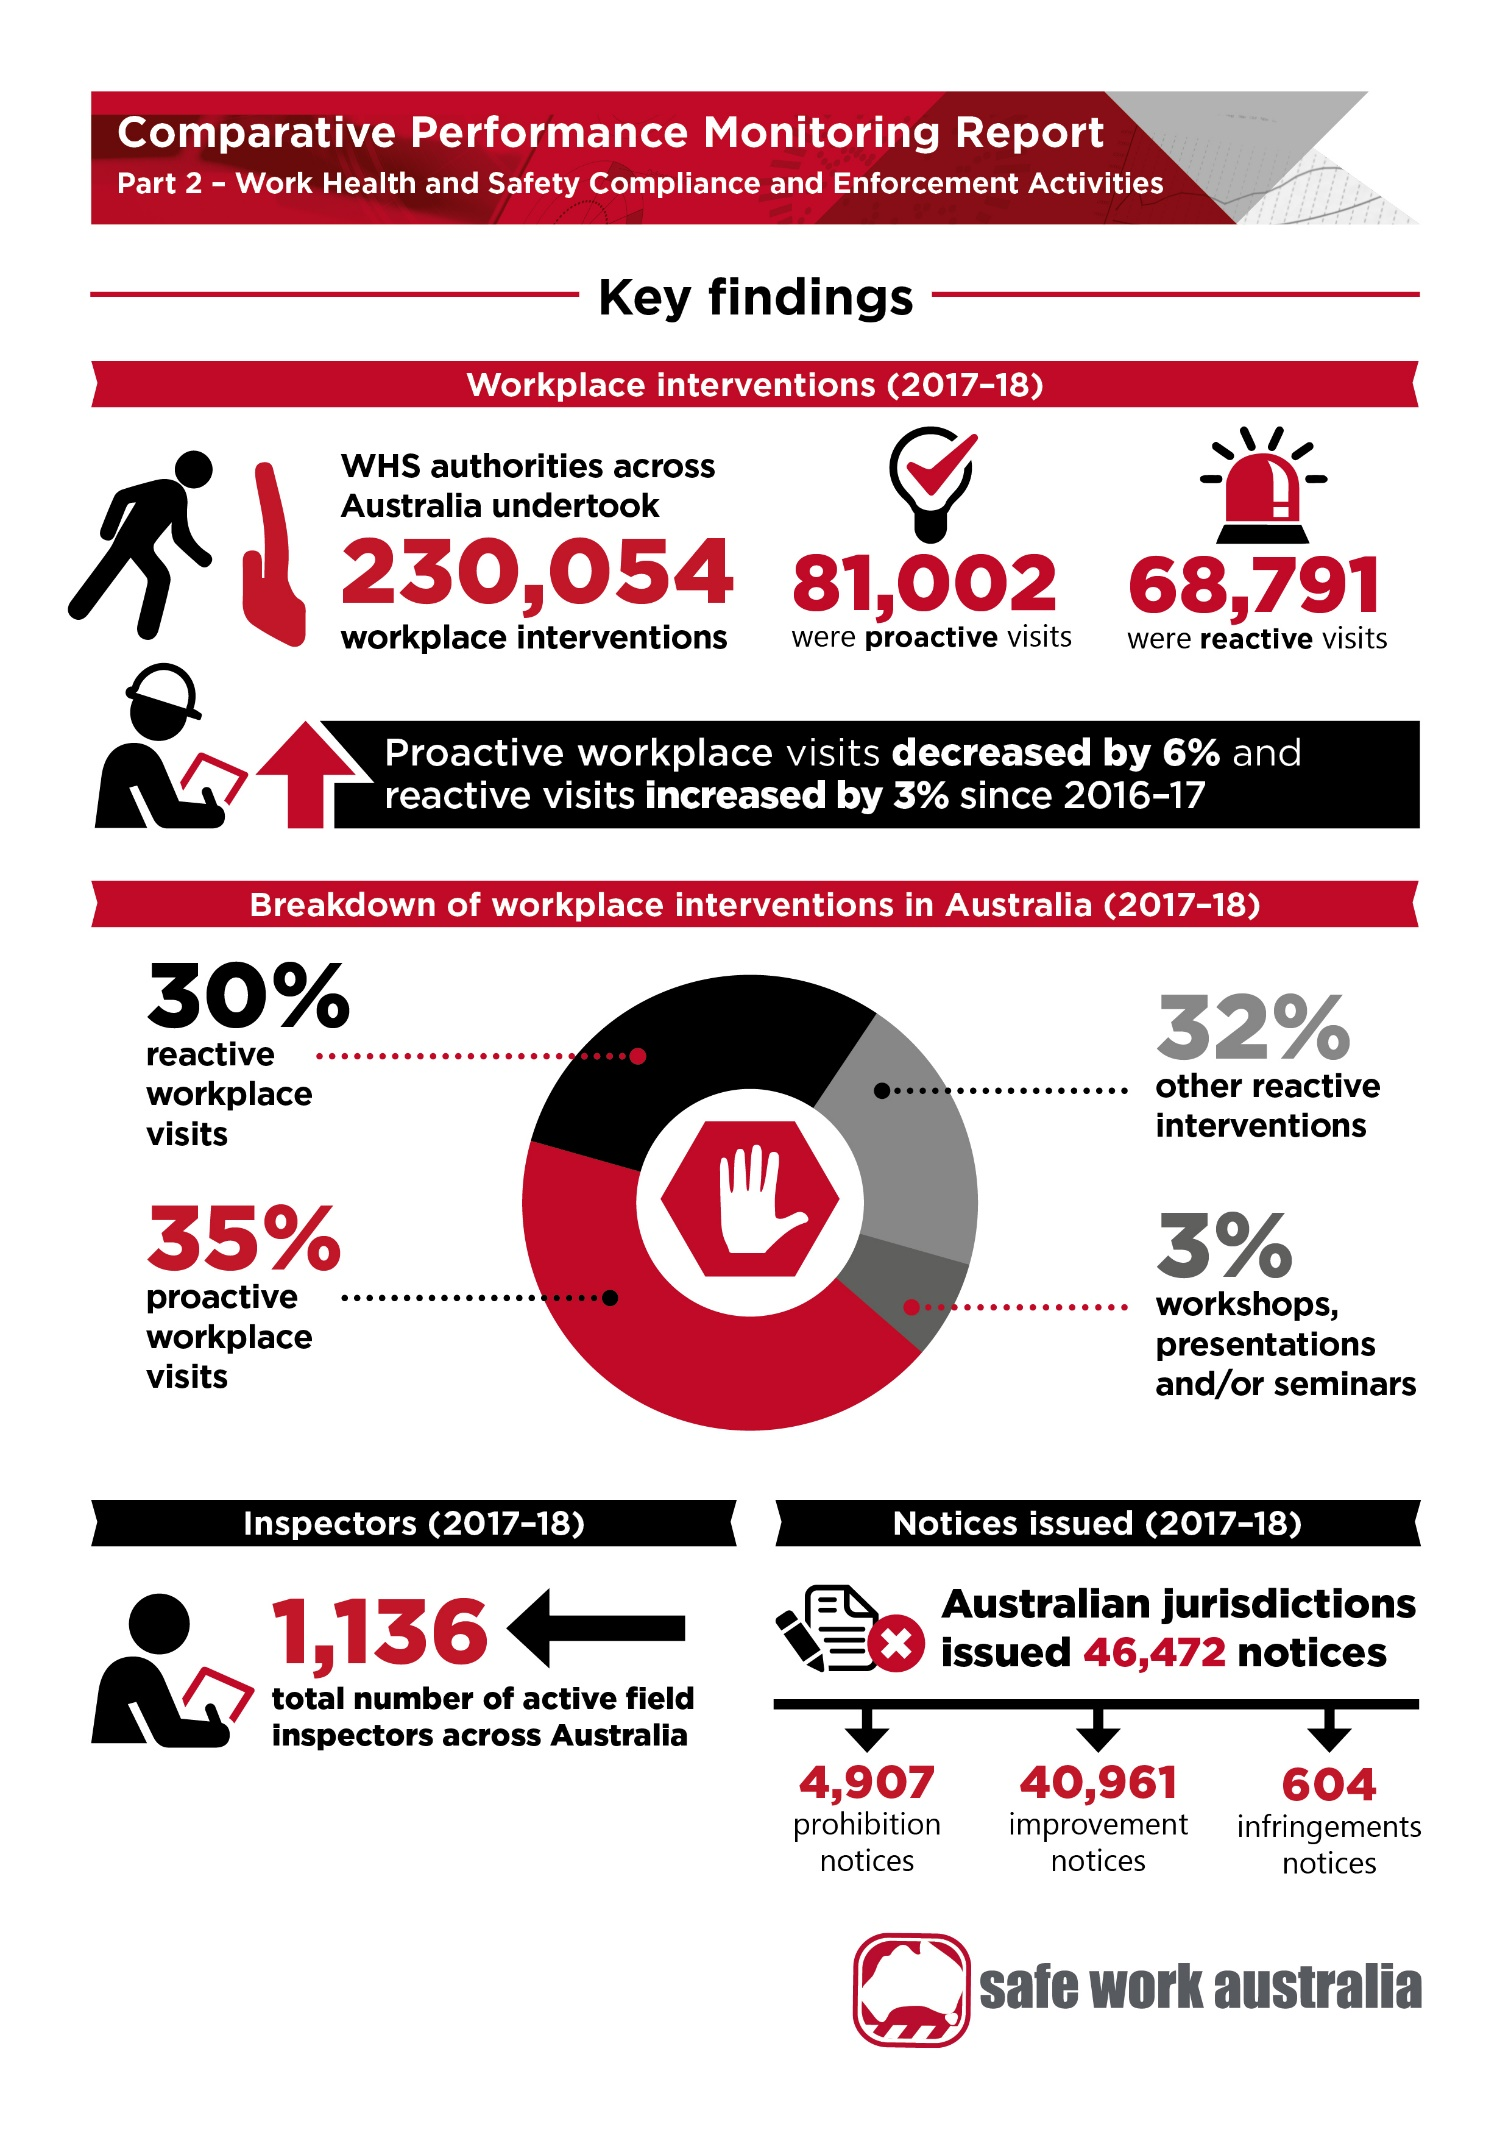 Comparative Performance Monitoring Report
Part 2 – Work Health and Safety Compliance and Enforcement Activities
Key findings
Workplace interventions (2017–18)
WHS authorities across
Australia undertook
230,054
workplace interventions
81,002
were proactive visits
68,791
were reactive visits
Proactive workplace visits decreased by 6% and
reactive visits increased by 3% since 2016–17
Breakdown of workplace interventions in Australia (2017–18)
30%
reactive
workplace
visits
35%
proactive
workplace
visits
32%
other reactive
interventions
3%
workshops,
presentations
and/or seminars
Inspectors (2017–18)
1,136
total number of active field
inspectors across Australia
Notices issued (2017–18)
Australian jurisdictions
issued 46,472 notices
4,907
prohibition
notices
40,961
improvement
notices
604
infringements
notices
safe work australia